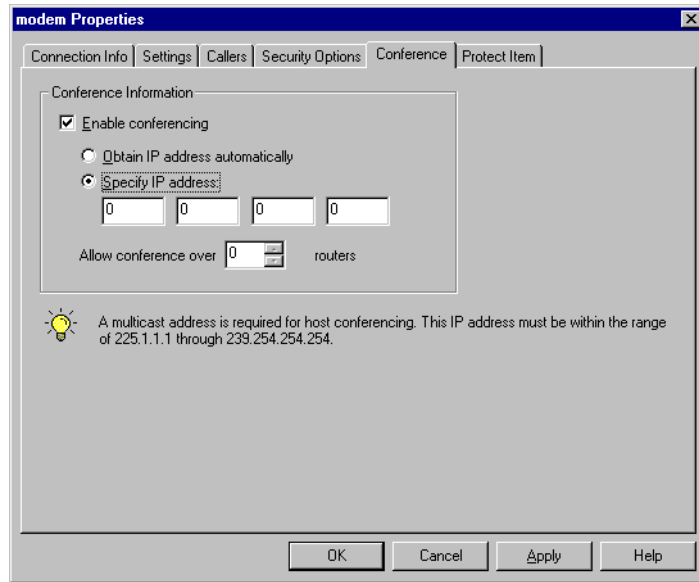 modem Properties
Connection Info Settings Callers Security Options Conference Protect Item
Conference Information
Enable conferencing
Obtain IP address automatically
Specify IP address:
0 0 0 0
Allow conference over 0 routers
A multicast address is required for host conferencing. This IP address must be within the range
of 225.1.1.1 through 239.254.254.254.
OK Cancel Apply Help